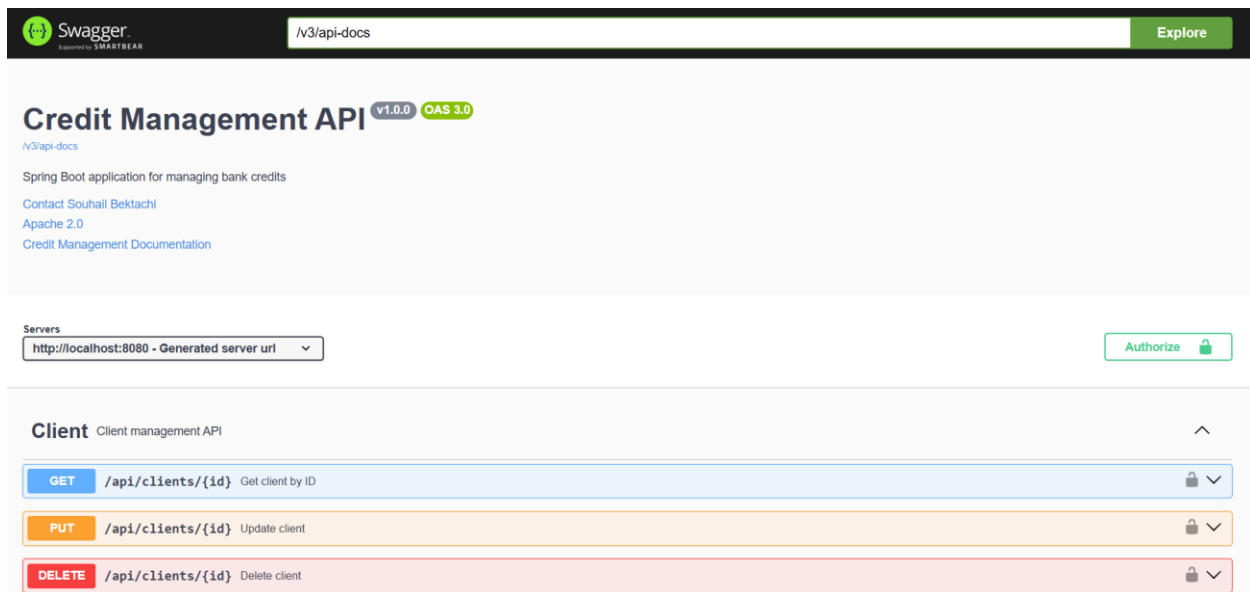 Swagger.
Supported by SMARTBEAR
/v3/api-docs
Explore
Credit Management API v1.0.0 OAS 3.0
/v3/api-docs
Spring Boot application for managing bank credits
Contact Souhail Bektachi
Apache 2.0
Credit Management Documentation
Servers
http://localhost:8080 - Generated server url
Authorize
Client Client management API
GET /api/clients/{id} Get client by ID
PUT /api/clients/{id} Update client
DELETE /api/clients/{id} Delete client